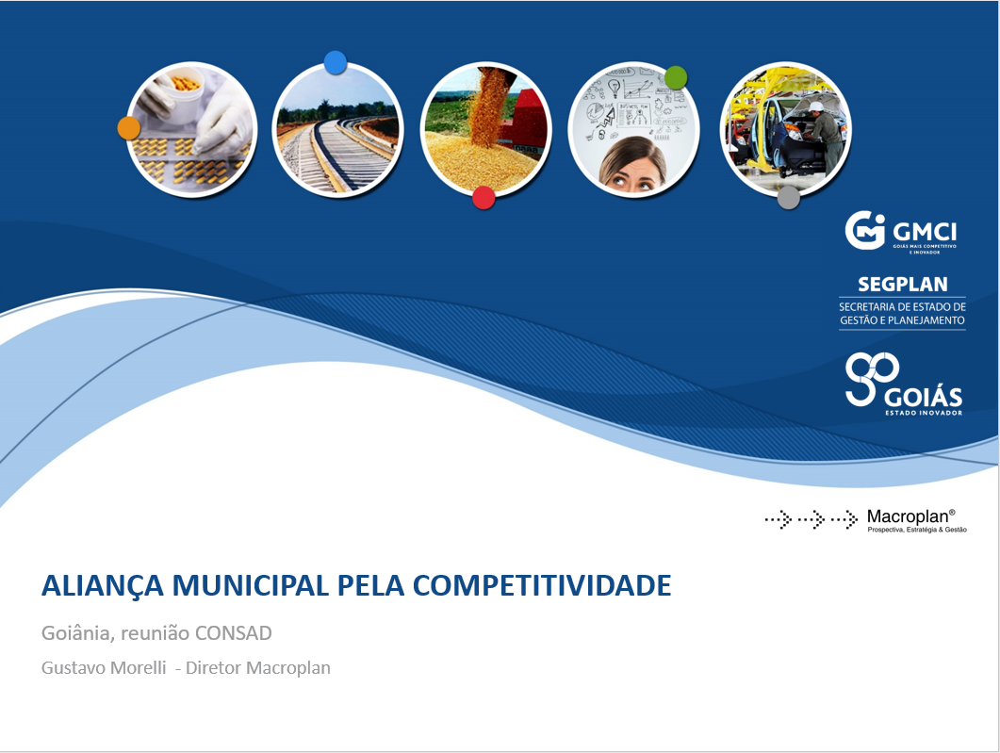 GMCI
GOIÁS MAIS COMPETITIVO
E INOVADOR
SEGPLAN
SECRETARIA DE ESTADO DE
GESTÃO E PLANEJAMENTO
GOIÁS
ESTADO INOVADOR
Macroplan®
Prospectiva, Estratégia & Gestão
ALIANÇA MUNICIPAL PELA COMPETITIVIDADE
Goiânia, reunião CONSAD
Gustavo Morelli - Diretor Macroplan